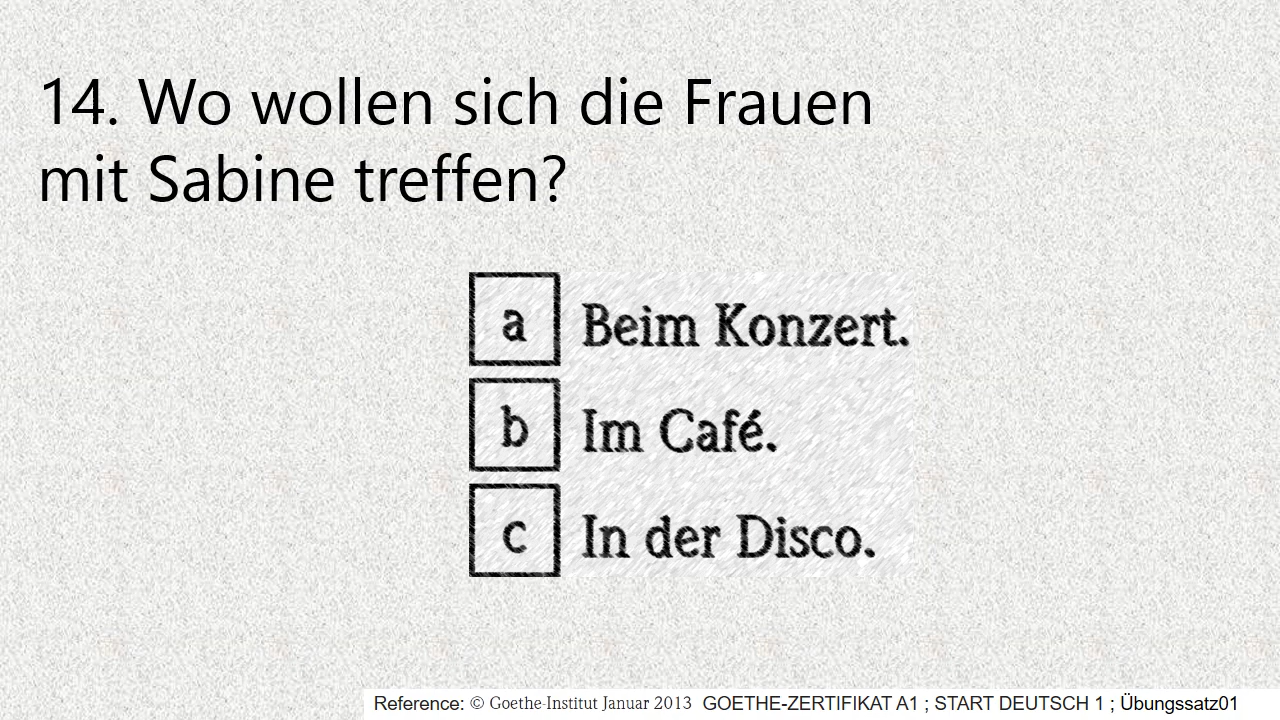 14. Wo wollen sich die Frauen
mit Sabine treffen?
a Beim Konzert.
b Im Café.
c In der Disco.
Reference: © Goethe-Institut Januar 2013 GOETHE-ZERTIFIKAT A1 ; START DEUTSCH 1 ; Übungssatz01